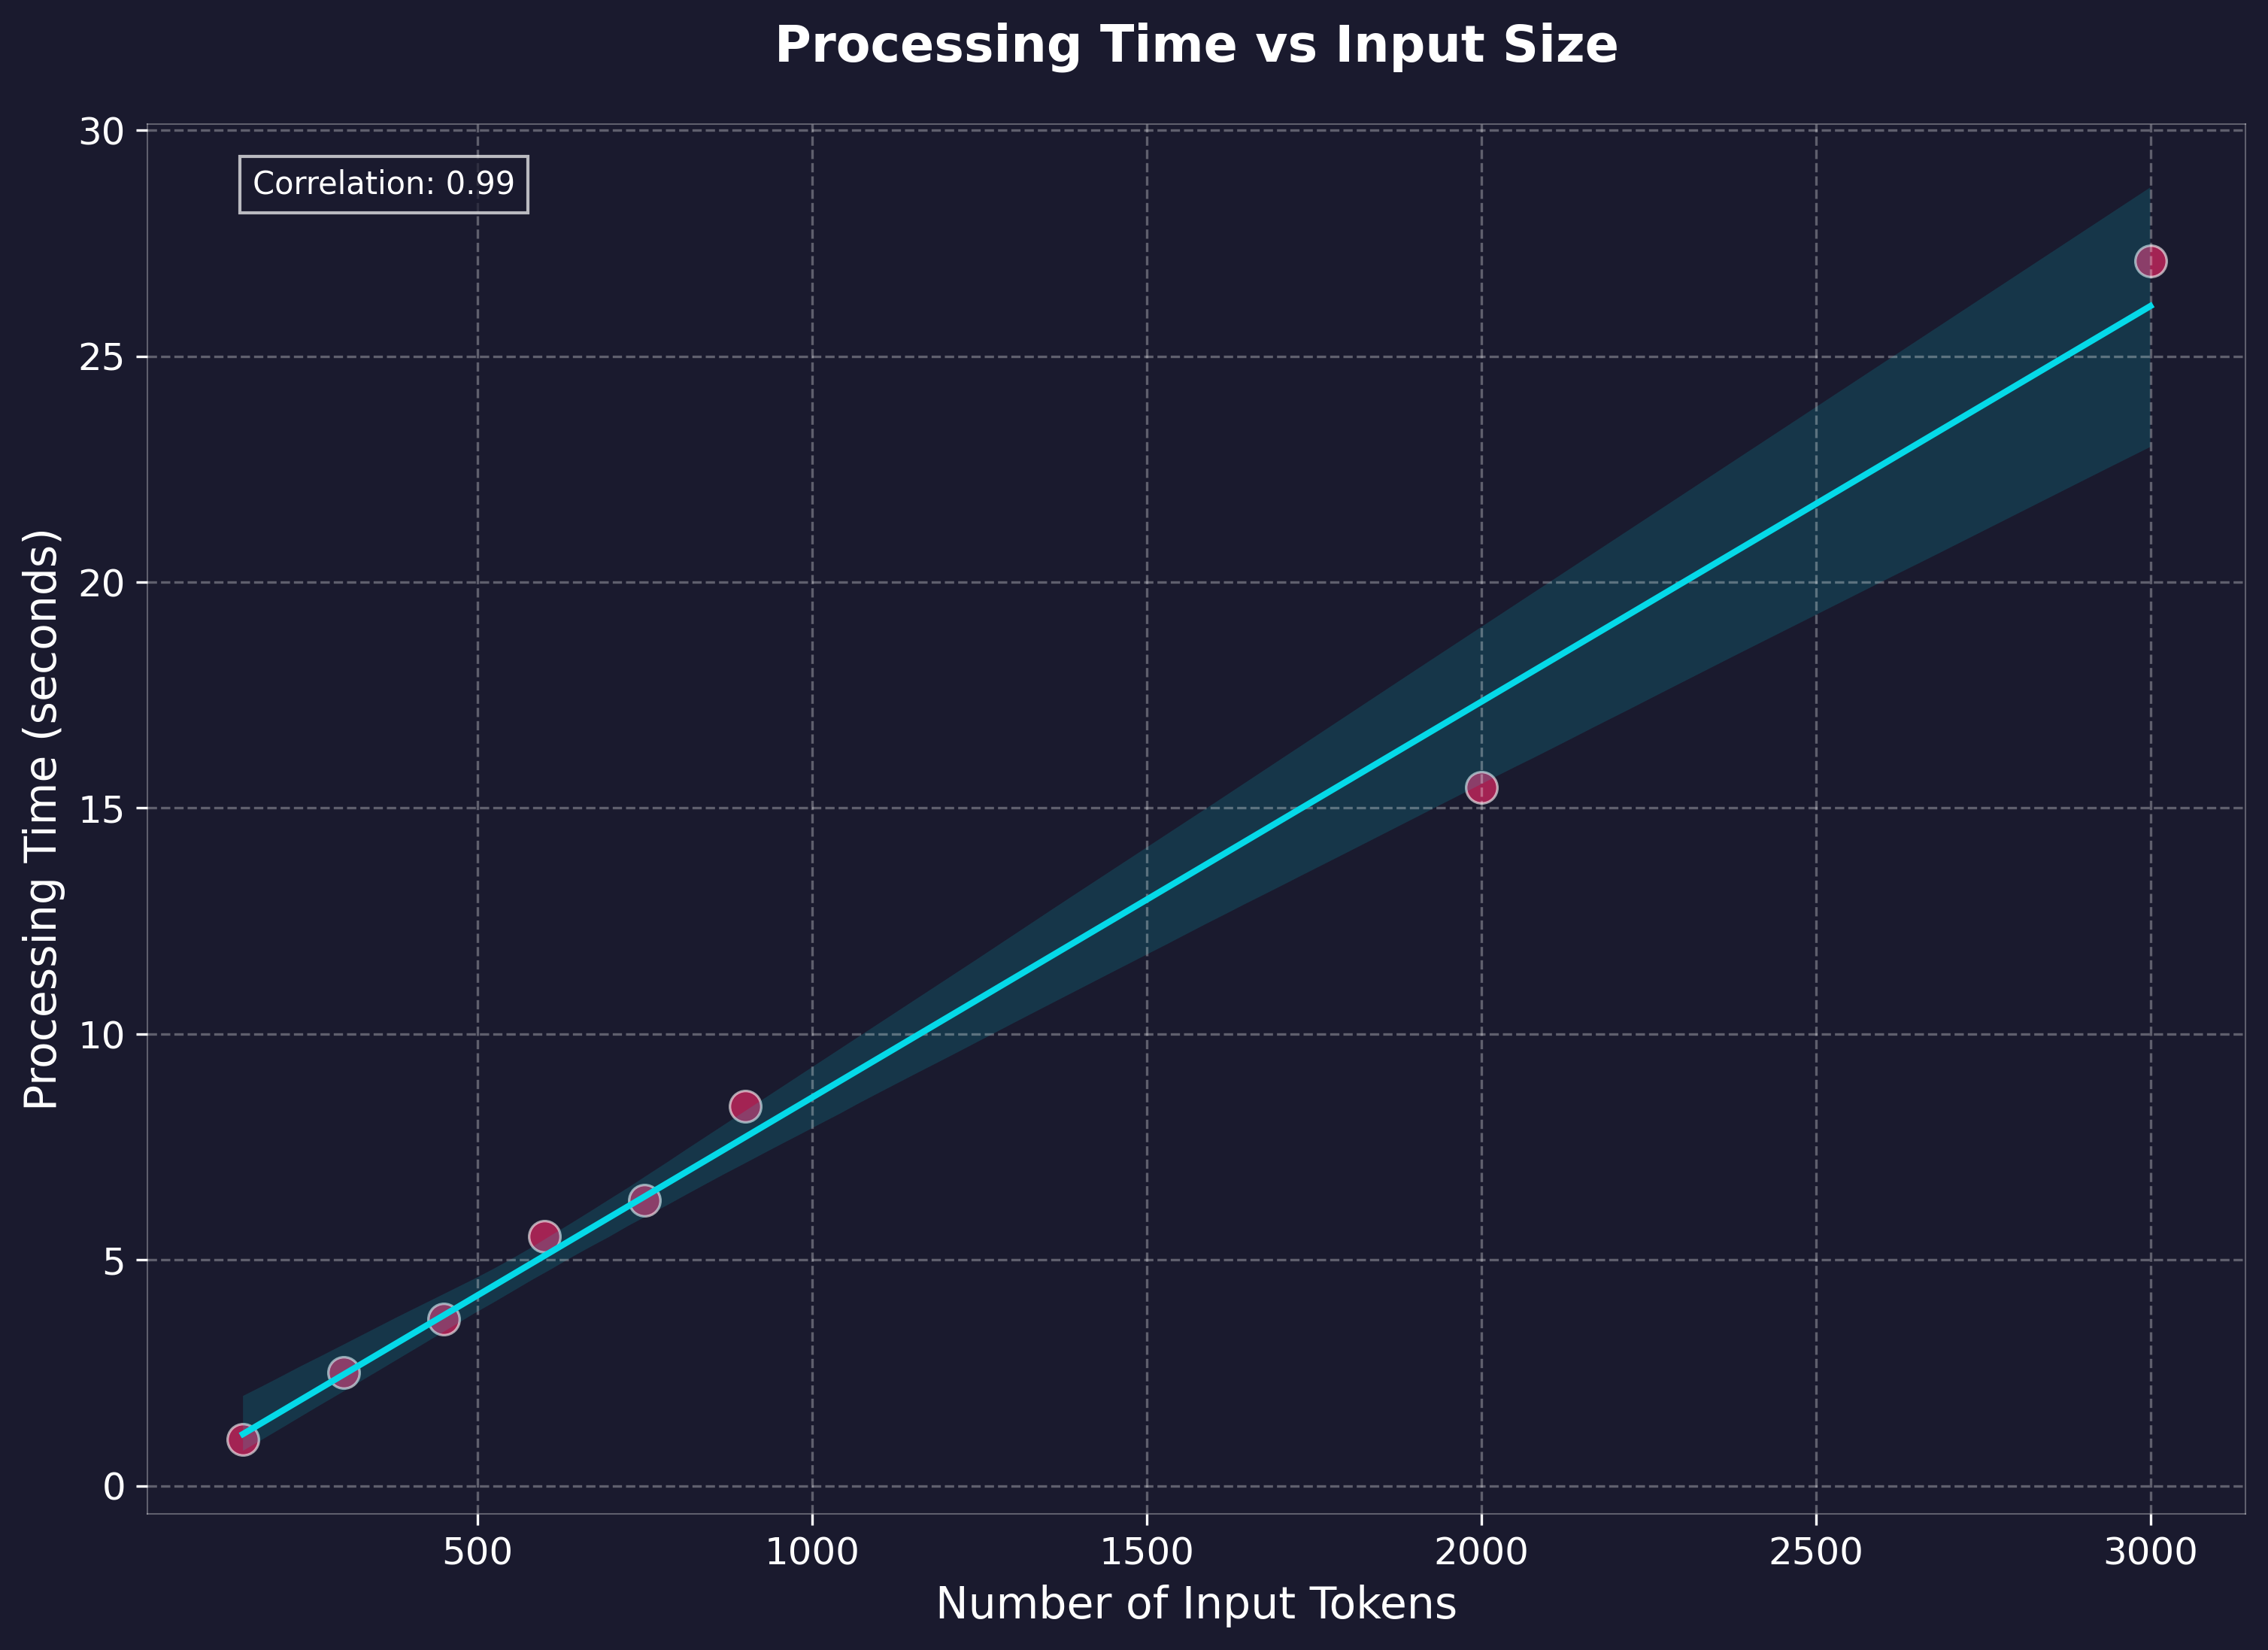 Processing Time vs Input Size
30
Correlation: 0.99
25
20
15
10
5
0
Processing Time (seconds)
500 1000 1500 2000 2500 3000
Number of Input Tokens